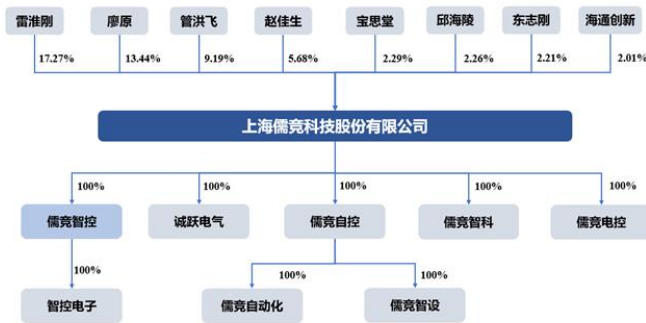 雷淮刚 廖原 管洪飞 赵佳生 宝思堂 邱海陵 东志刚 海通创新
17.27% 13.44% 9.19% 5.68% 2.29% 2.26% 2.21% 2.01%
上海儒竞科技股份有限公司
100% 100% 100% 100% 100%
儒竞智控 诚跃电气 儒竞自控 儒竞智科 儒竞电控
100% 100% 100%
智控电子 儒竞自动化 儒竞智设